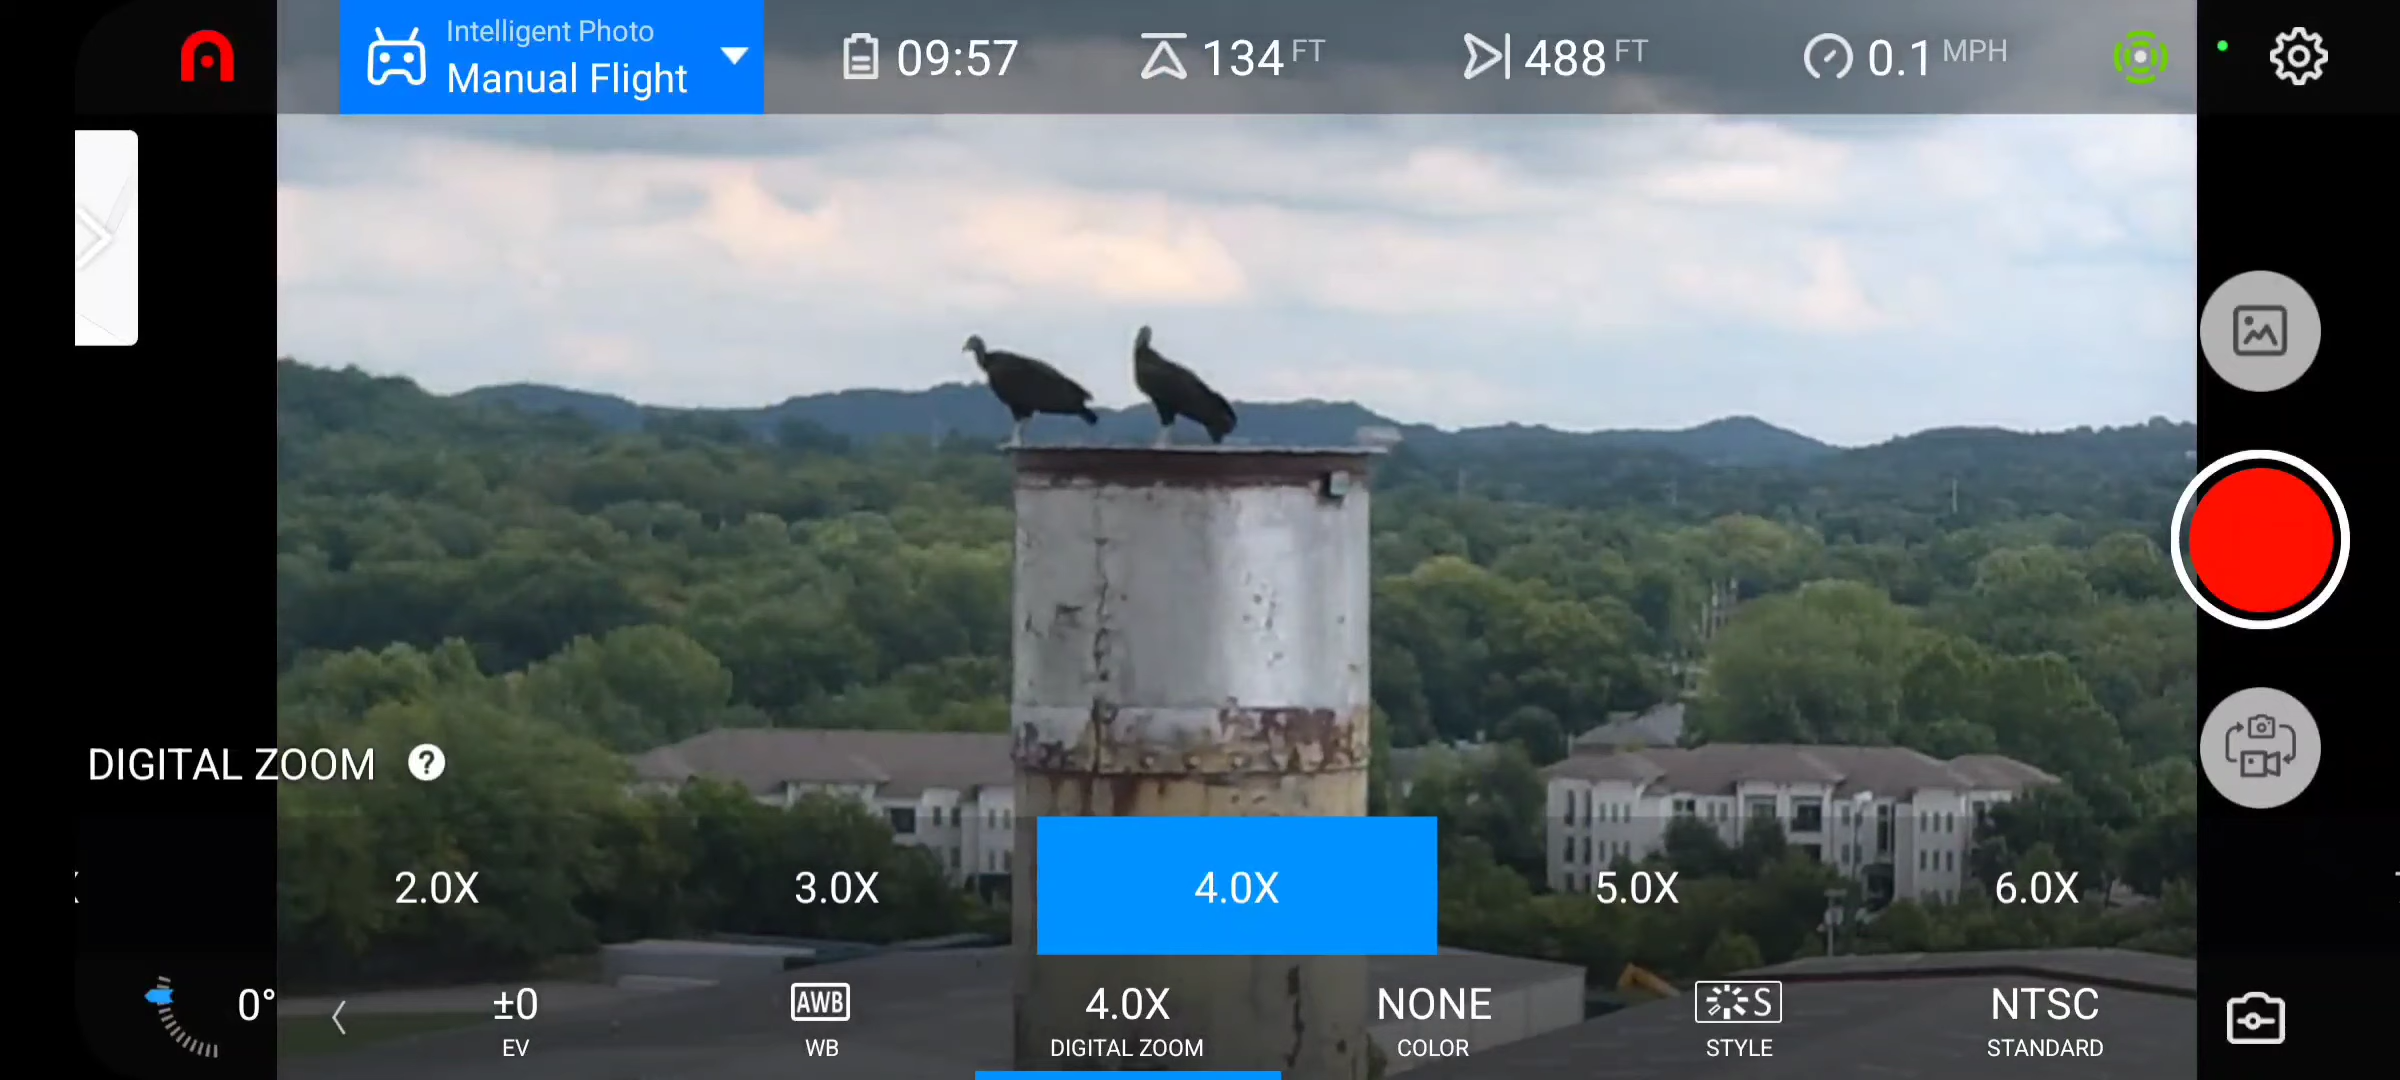 Intelligent Photo
Manual Flight
09:57
134 FT
488 FT
0.1 MPH
DIGITAL ZOOM ?
2.0X 3.0X 4.0X 5.0X 6.0X
0°
±0 AWB 4.0X NONE S NTSC
EV WB DIGITAL ZOOM COLOR STYLE STANDARD